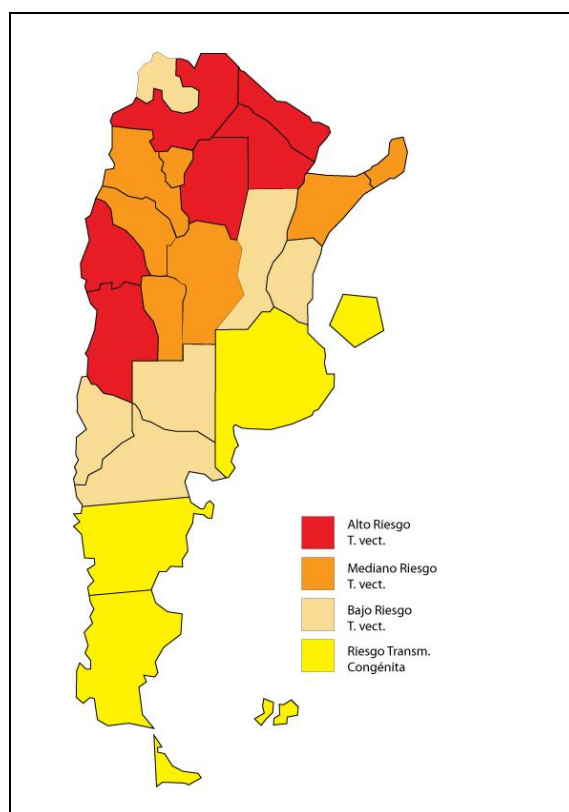 Alto Riesgo
T. vect.
Mediano Riesgo
T. vect.
Bajo Riesgo
T. vect.
Riesgo Transm.
Congénita